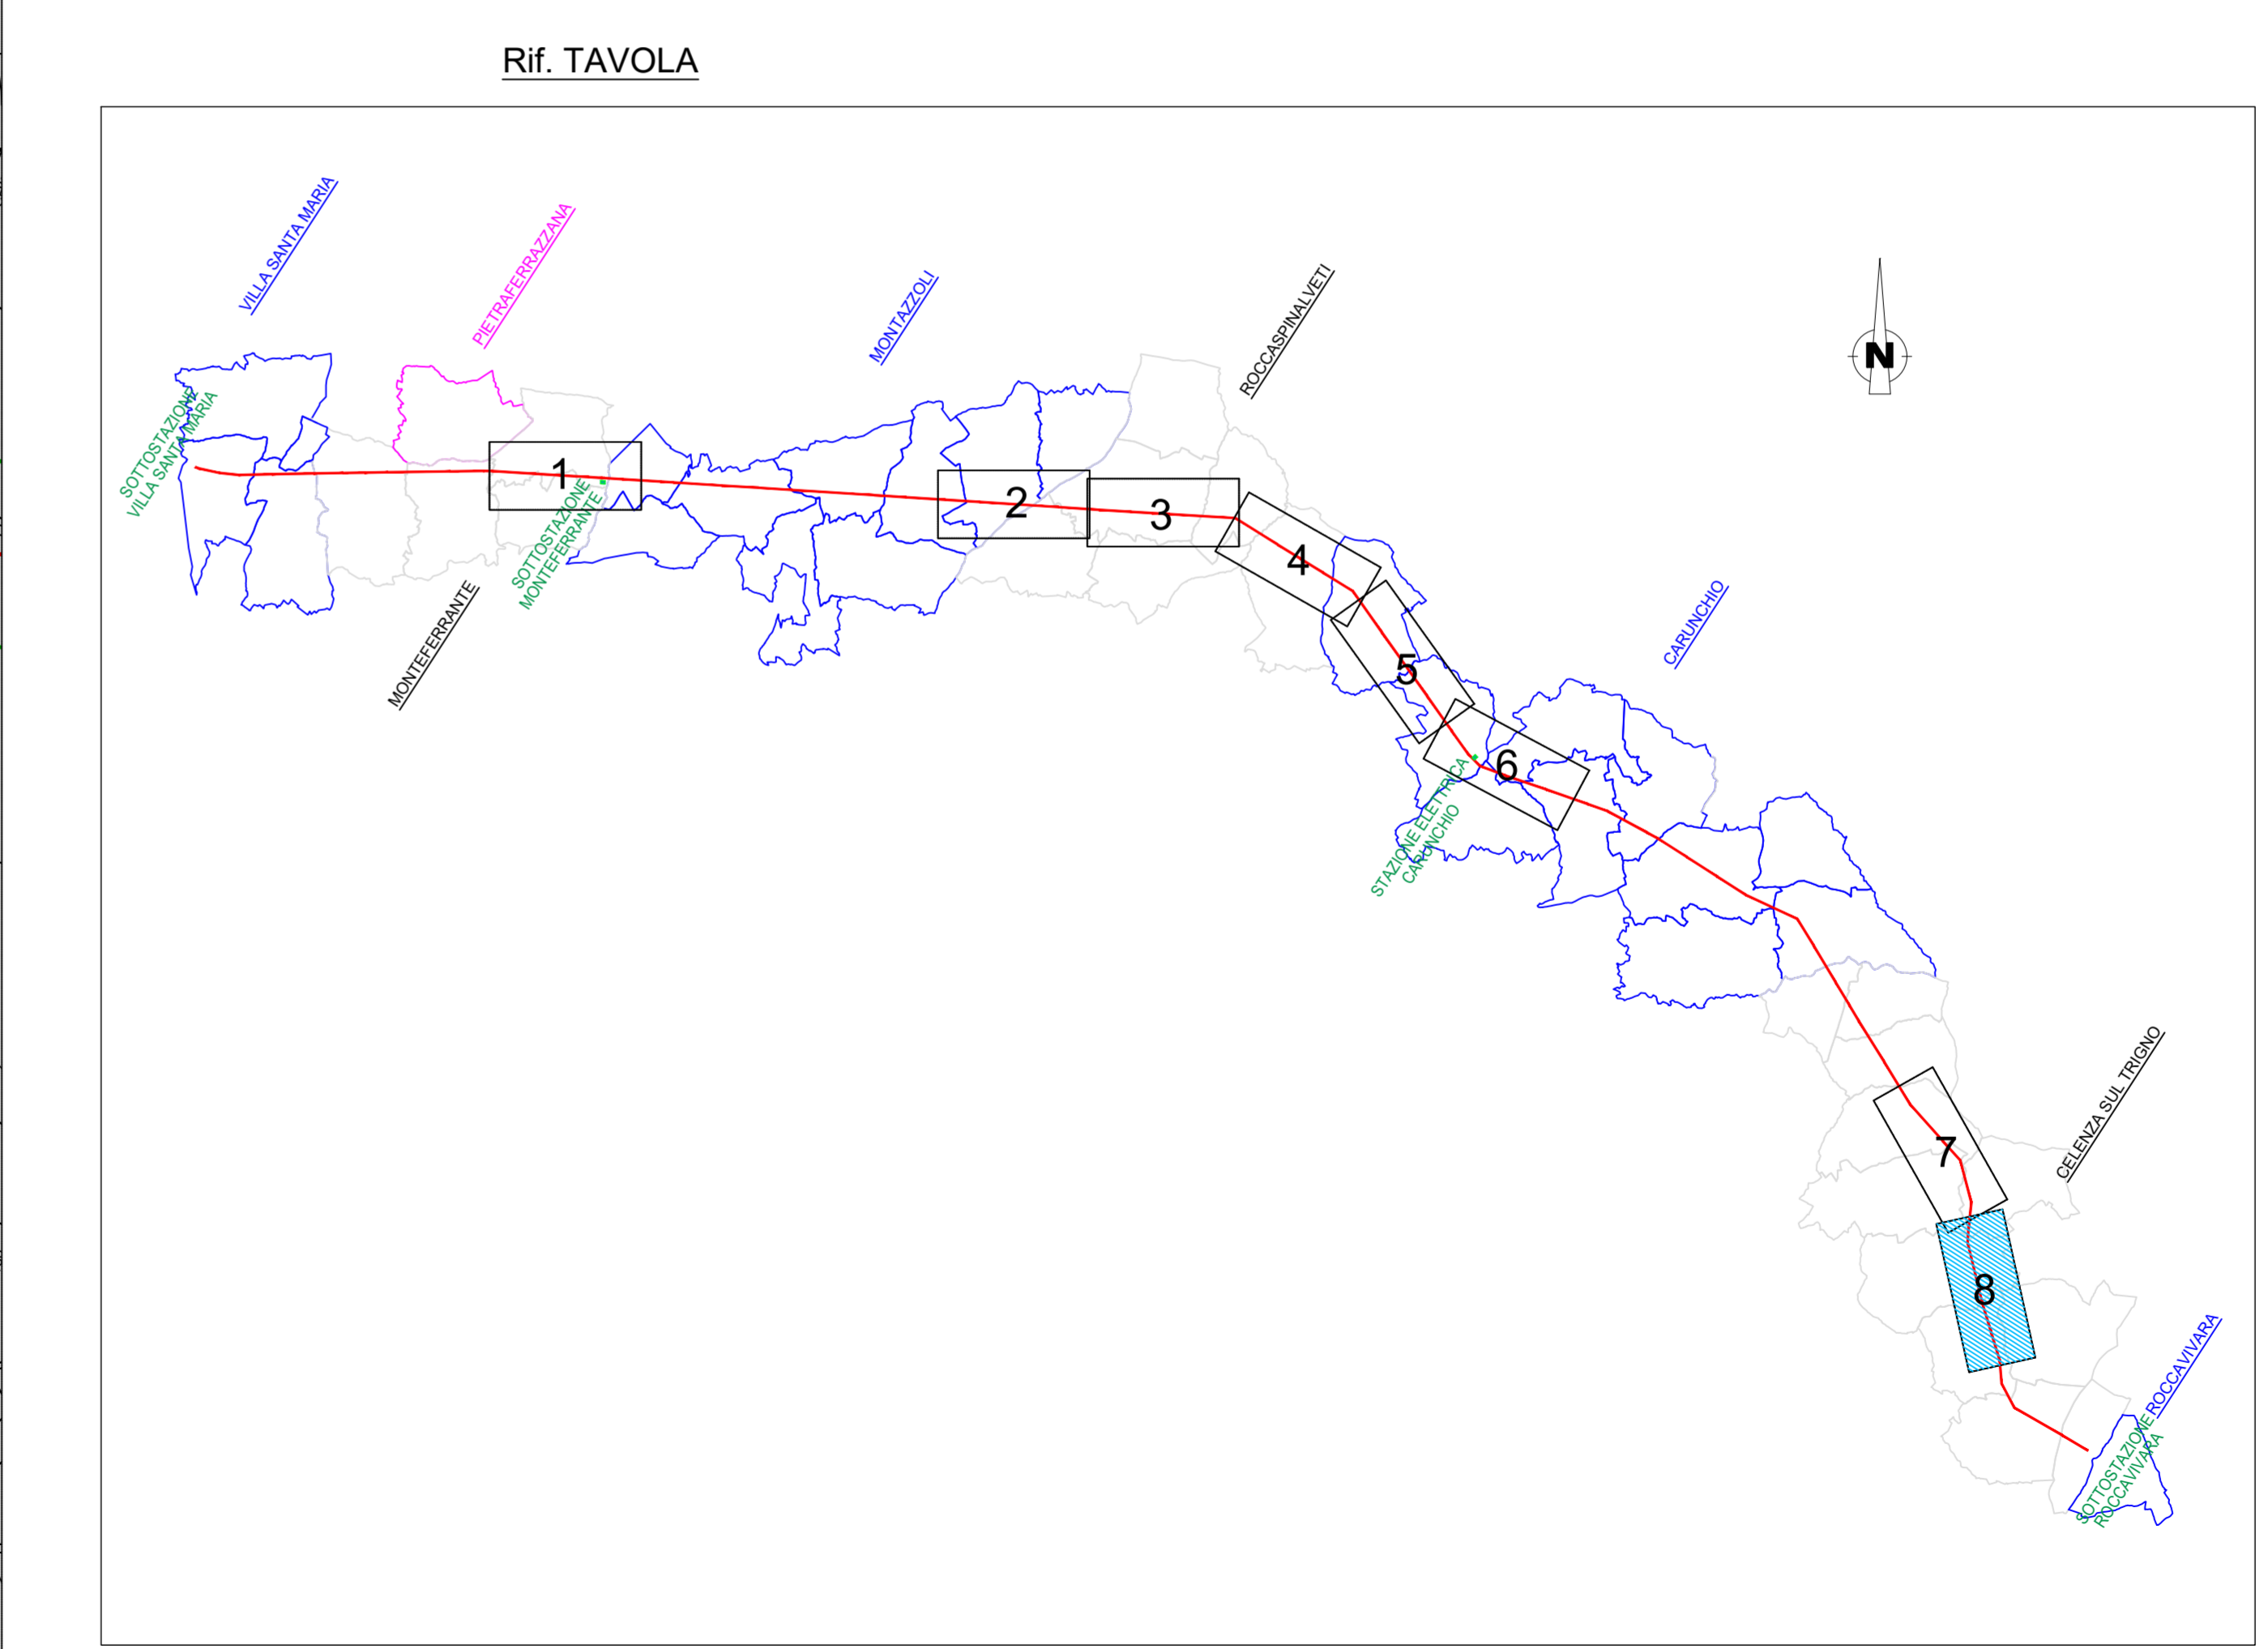 Rif. TAVOLA
VILLA SANTA MARIA
PIETRAFERRAZZANA
MONTAZZOLI
ROCCASPINALVETI
N
SOTTOSTAZIONE
VILLA SANTA MARIA
1
SOTTOSTAZIONE
MONTEFERRANTE
MONTEFERRANTE
2
3
4
5
CARUNCHIO
6
STAZIONE ELETTRICA
CARUNCHIO
CELENZA SUL TRIGNO
7
8
ROCCAVIVARA
SOTTOSTAZIONE
ROCCAVIVARA